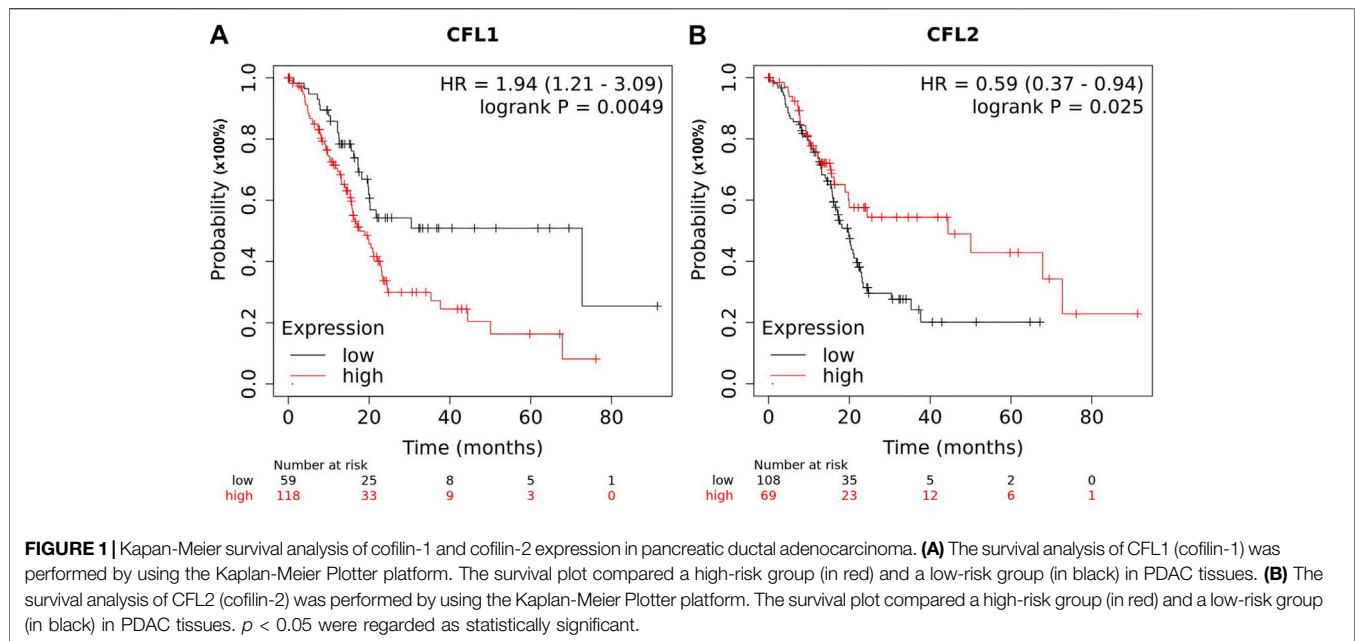 A
CFL1
HR = 1.94 (1.21 - 3.09)
logrank P = 0.0049
Probability (x100%)
1.0
0.8
0.6
0.4
0.2
0.0
Expression
low
high
0 20 40 60 80
Time (months)
Number at risk
low 59 25 8 5 1
high 118 33 9 3 0
B
CFL2
HR = 0.59 (0.37 - 0.94)
logrank P = 0.025
Probability (x100%)
1.0
0.8
0.6
0.4
0.2
0.0
Expression
low
high
0 20 40 60 80
Time (months)
Number at risk
low 108 35 5 2 0
high 69 23 12 6 1
FIGURE 1 | Kapan-Meier survival analysis of cofilin-1 and cofilin-2 expression in pancreatic ductal adenocarcinoma. (A) The survival analysis of CFL1 (cofilin-1) was
performed by using the Kaplan-Meier Plotter platform. The survival plot compared a high-risk group (in red) and a low-risk group (in black) in PDAC tissues. (B) The
survival analysis of CFL2 (cofilin-2) was performed by using the Kaplan-Meier Plotter platform. The survival plot compared a high-risk group (in red) and a low-risk group
(in black) in PDAC tissues. p < 0.05 were regarded as statistically significant.